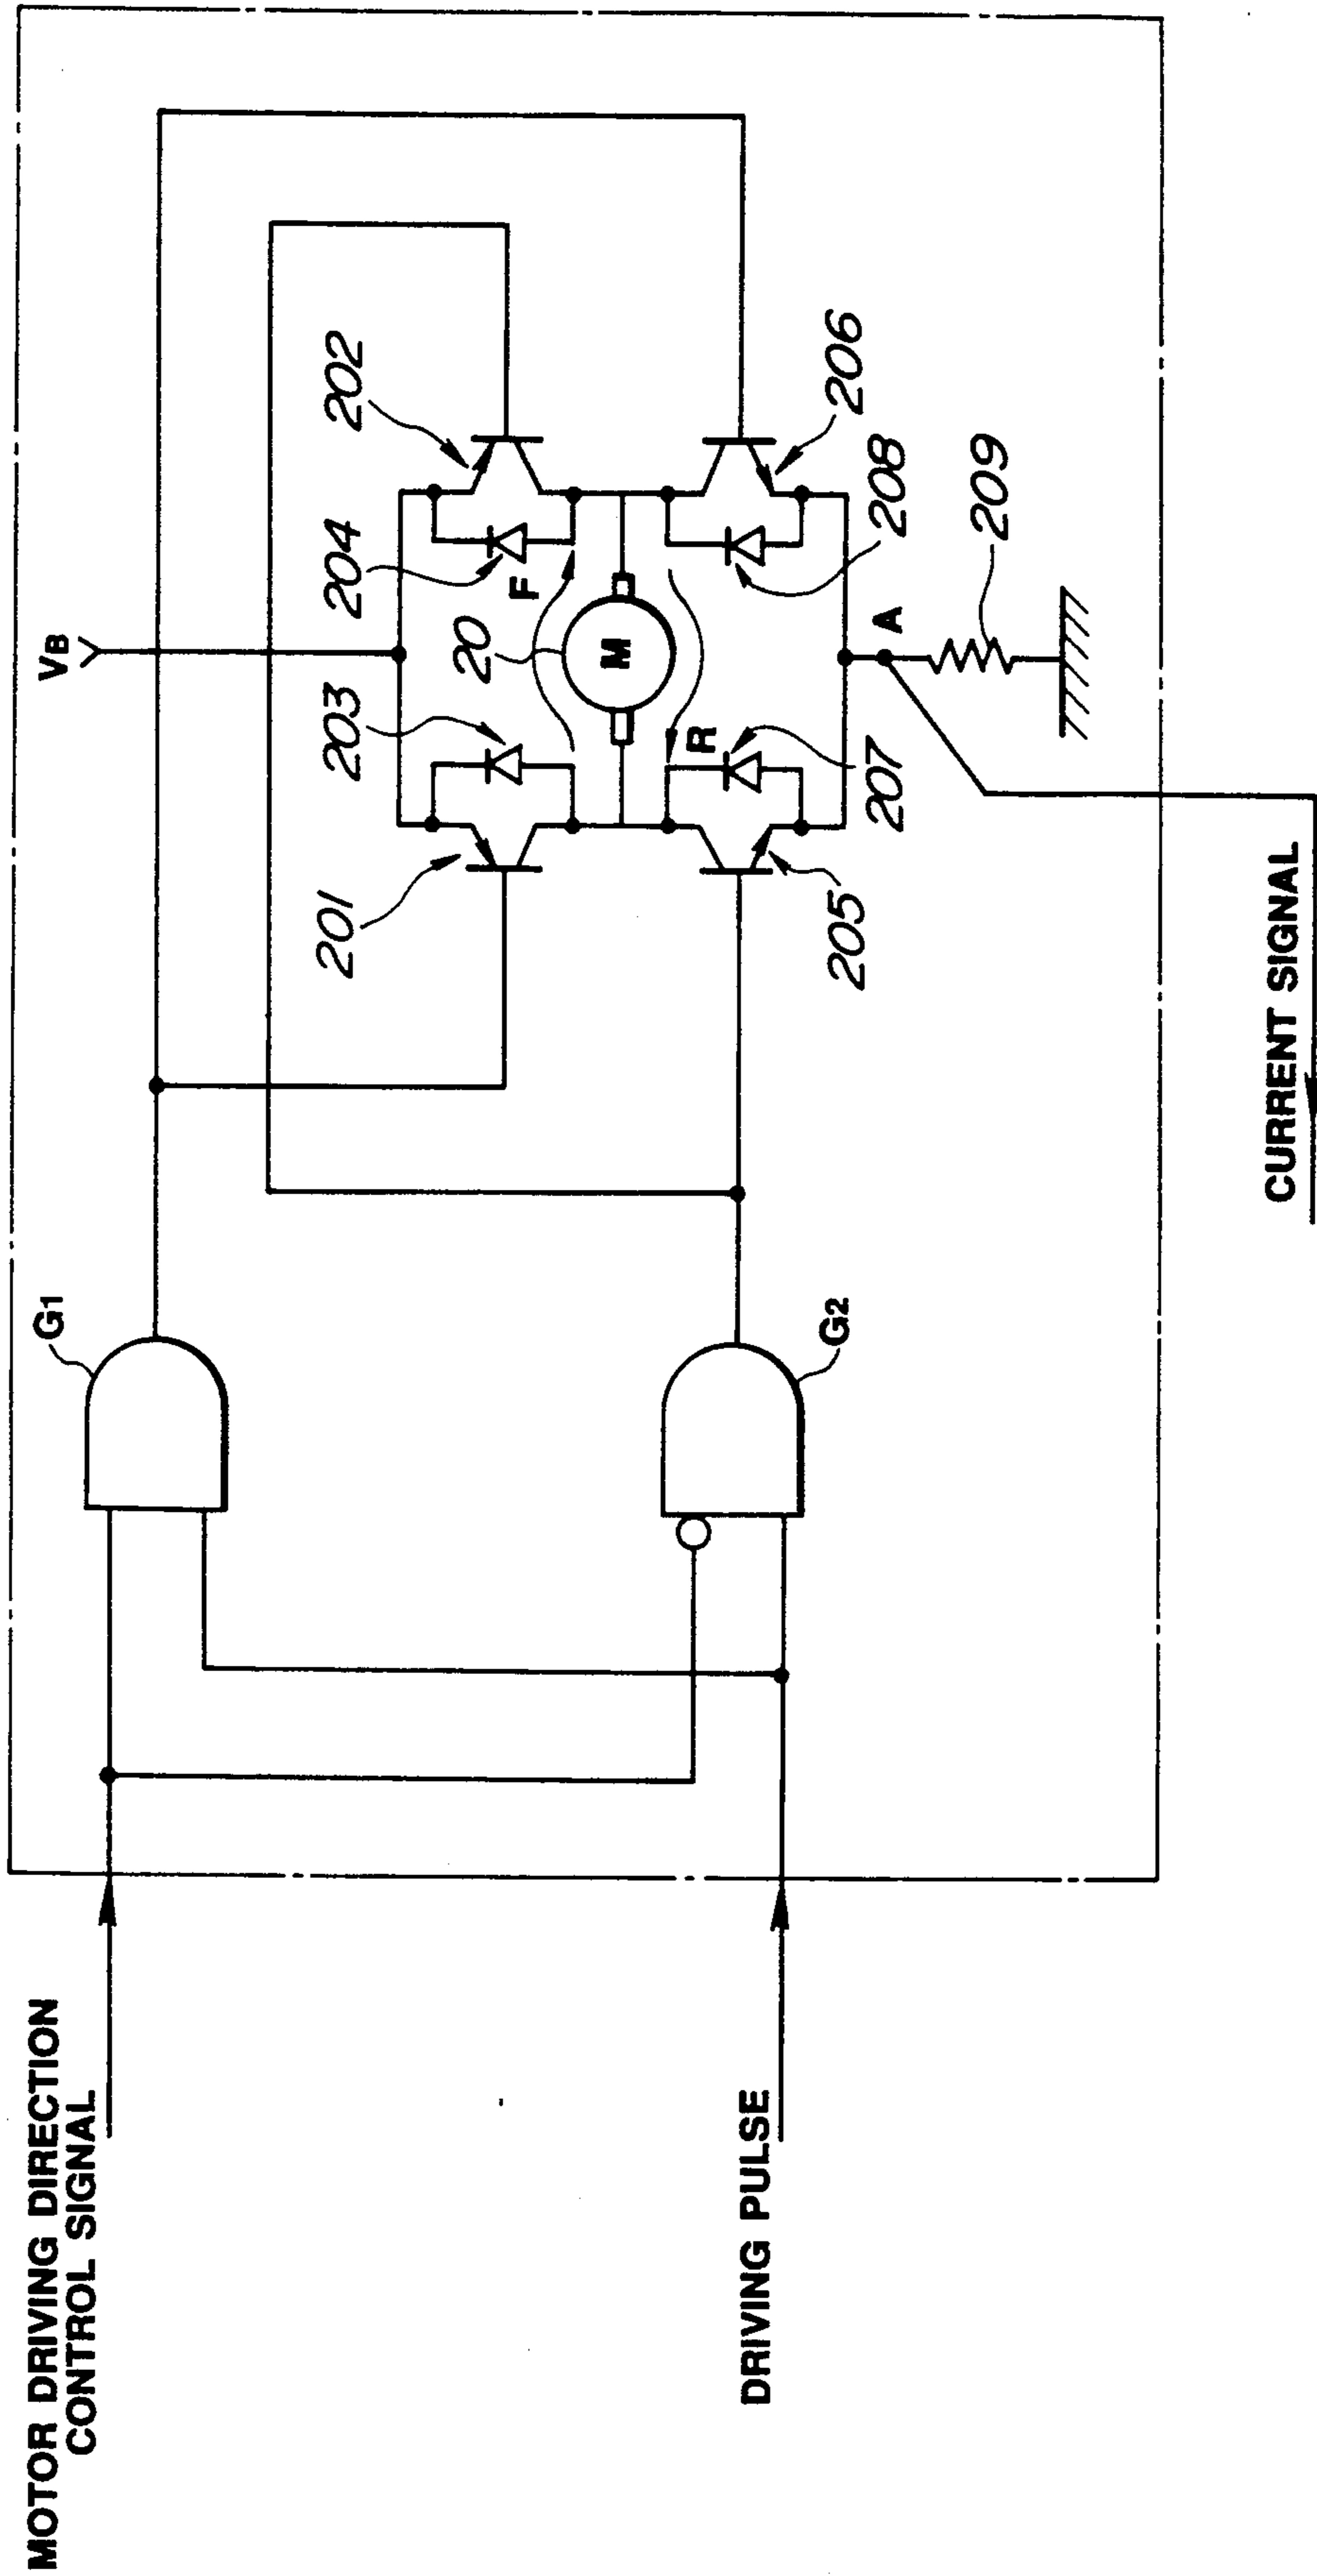 MOTOR DRIVING DIRECTION
CONTROL SIGNAL
DRIVING PULSE
G1
G2
VB
201
202
203
204
F
20
M
R
205
206
207
208
A
209
CURRENT SIGNAL